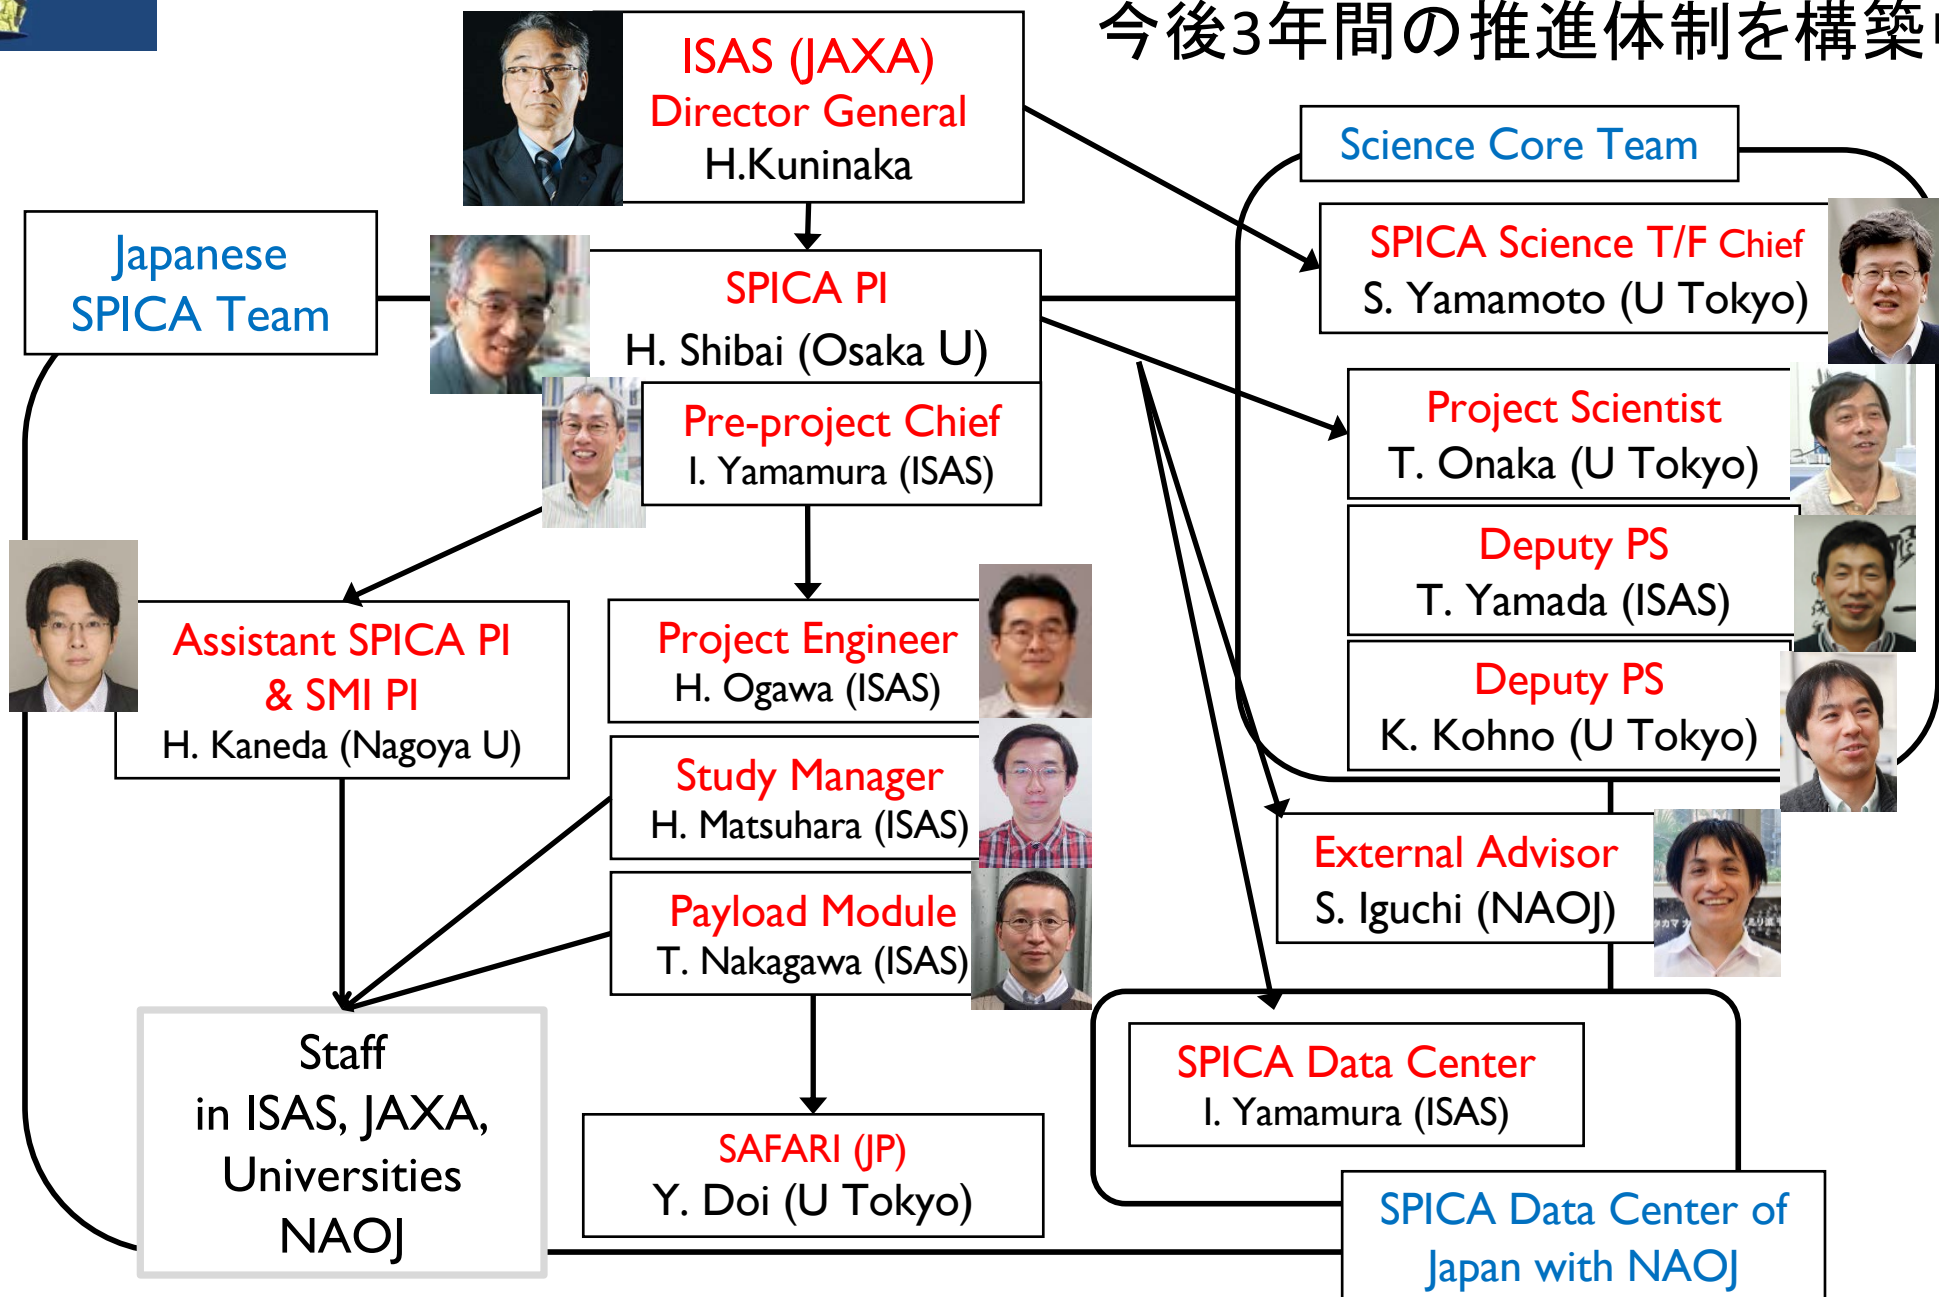 今後3年間の推進体制を構築
ISAS (JAXA)
Director General
H.Kuninaka
Science Core Team
Japanese
SPICA Team
SPICA PI
H. Shibai (Osaka U)
SPICA Science T/F Chief
S. Yamamoto (U Tokyo)
Pre-project Chief
I. Yamamura (ISAS)
Project Scientist
T. Onaka (U Tokyo)
Deputy PS
T. Yamada (ISAS)
Assistant SPICA PI
& SMI PI
H. Kaneda (Nagoya U)
Project Engineer
H. Ogawa (ISAS)
Deputy PS
K. Kohno (U Tokyo)
Study Manager
H. Matsuhara (ISAS)
External Advisor
S. Iguchi (NAOJ)
Payload Module
T. Nakagawa (ISAS)
Staff
in ISAS, JAXA,
Universities
NAOJ
SPICA Data Center
I. Yamamura (ISAS)
SAFARI (JP)
Y. Doi (U Tokyo)
SPICA Data Center of
Japan with NAOJ